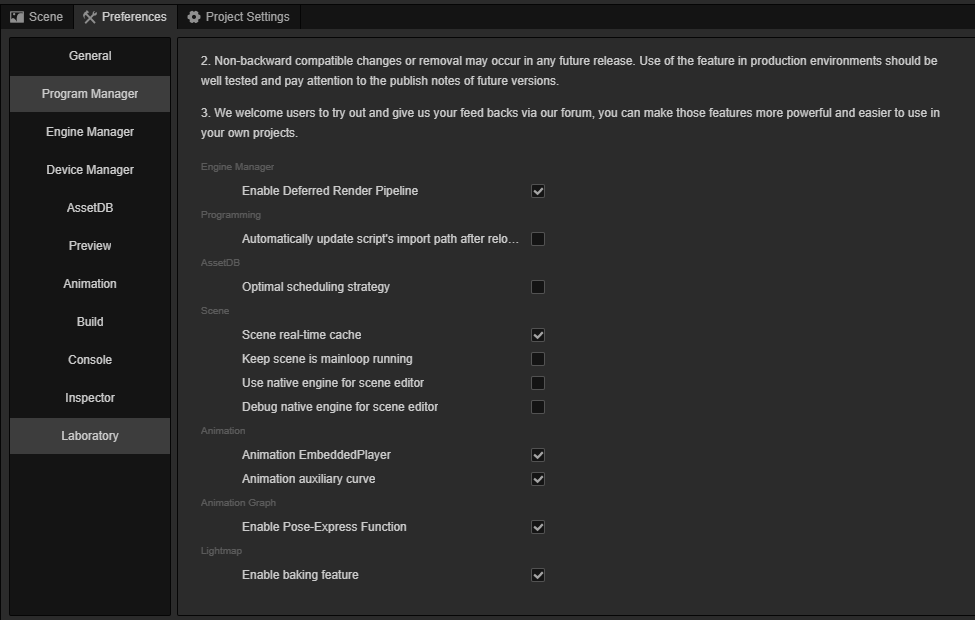 Scene Preferences Project Settings
General
Program Manager
Engine Manager
Device Manager
AssetDB
Preview
Animation
Build
Console
Inspector
Laboratory
2. Non-backward compatible changes or removal may occur in any future release. Use of the feature in production environments should be
well tested and pay attention to the publish notes of future versions.
3. We welcome users to try out and give us your feed backs via our forum, you can make those features more powerful and easier to use in
your own projects.
Engine Manager
Enable Deferred Render Pipeline
Programming
Automatically update script's import path after relo...
AssetDB
Optimal scheduling strategy
Scene
Scene real-time cache
Keep scene is mainloop running
Use native engine for scene editor
Debug native engine for scene editor
Animation
Animation EmbeddedPlayer
Animation auxiliary curve
Animation Graph
Enable Pose-Express Function
Lightmap
Enable baking feature